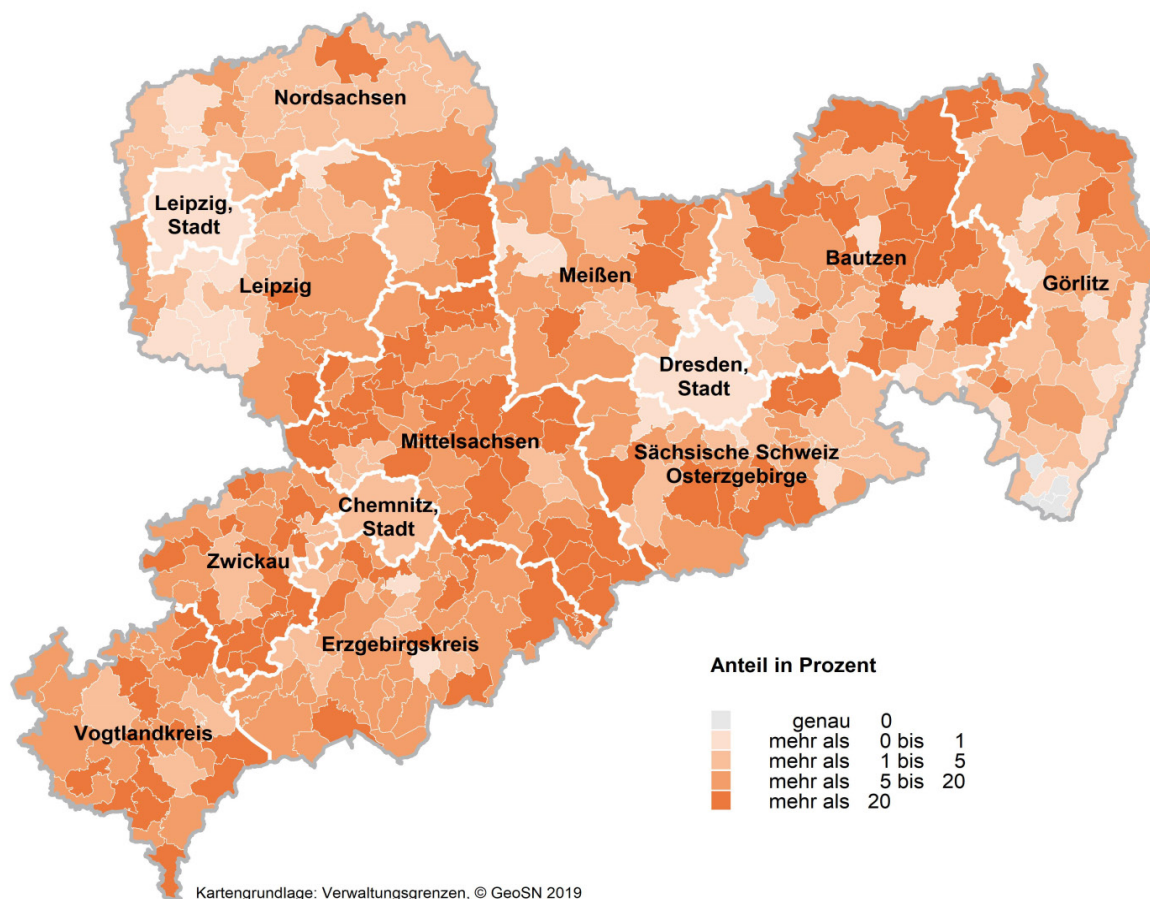 Nordsachsen
Leipzig,
Stadt
Leipzig
Meißen
Bautzen
Görlitz
Dresden,
Stadt
Mittelsachsen
Sächsische Schweiz
Osterzgebirge
Chemnitz,
Stadt
Zwickau
Erzgebirgskreis
Vogtlandkreis
Anteil in Prozent
genau 0
mehr als 0 bis 1
mehr als 1 bis 5
mehr als 5 bis 20
mehr als 20
Kartengrundlage: Verwaltungsgrenzen, © GeoSN 2019